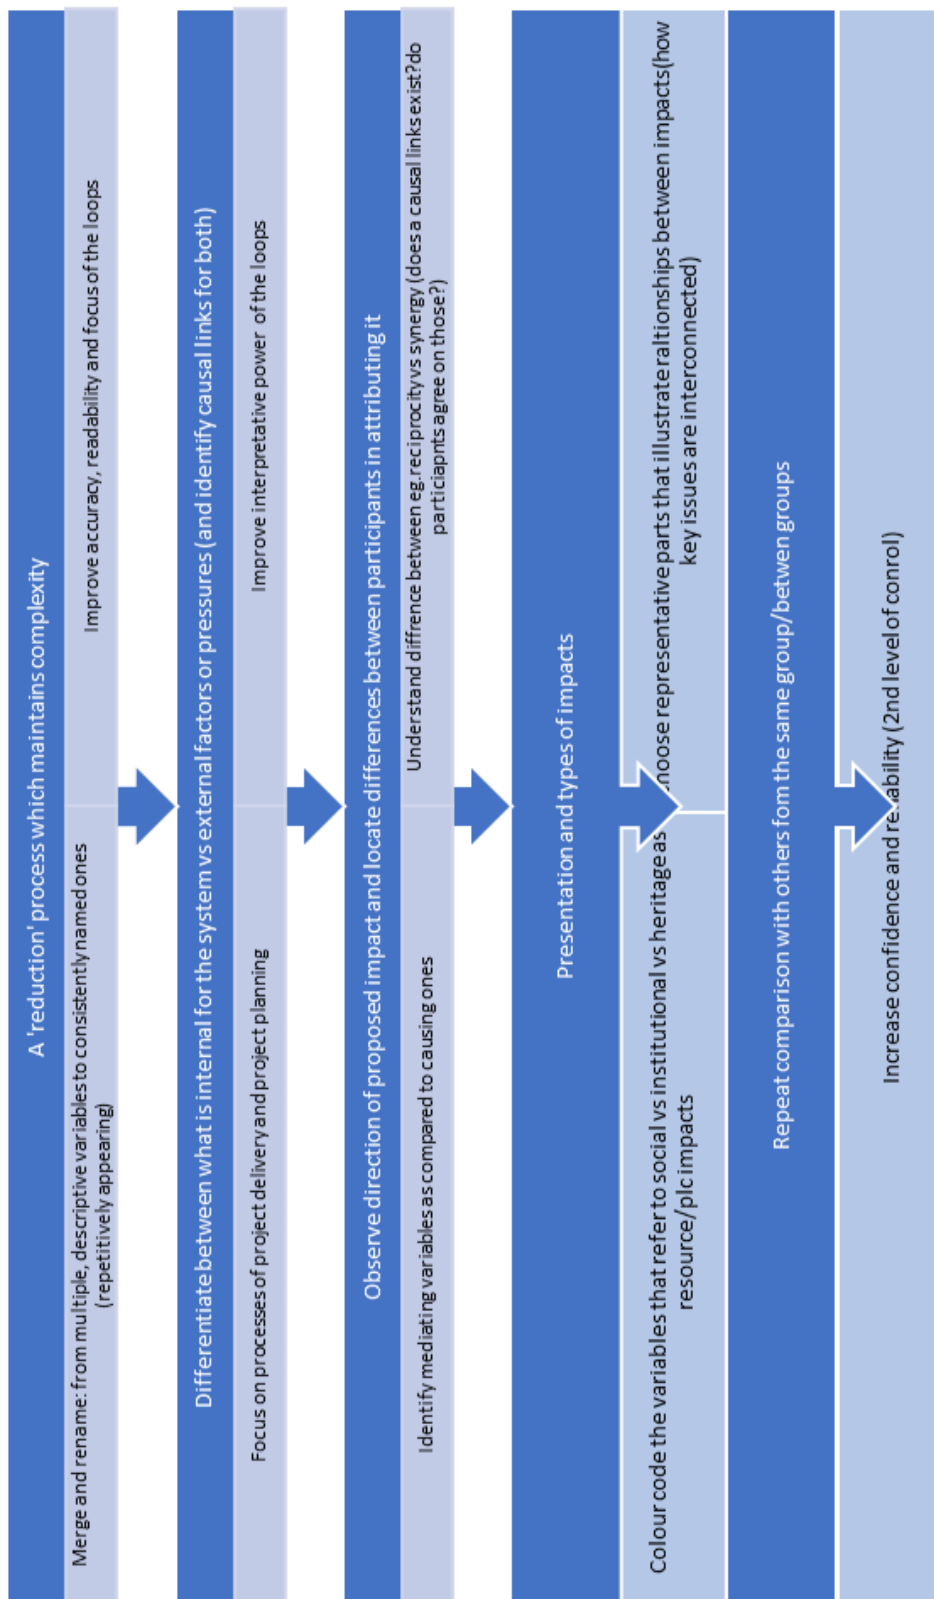 A 'reduction' process which maintains complexity
Merge and rename: from multiple, descriptive variables to consistently named ones
(repetitively appearing)
Improve accuracy, readability and focus of the loops
Differentiate between what is internal for the system vs external factors or pressures (and identify causal links for both)
Focus on processes of project delivery and project planning
Improve interpretative power of the loops
Observe direction of proposed impact and locate differences between participants in attributing it
Identify mediating variables as compared to causing ones
Understand diffrence between eg.reciprocity vs synergy (does a causal links exist?do
particiapnts agree on those?)
Presentation and types of impacts
Colour code the variables that refer to social vs institutional vs heritage as
resource/plc impacts
hoose representative parts that illustrate raltionships between impacts(how
key issues are interconnected)
Repeat comparison with others fom the same group/betwen groups
Increase confidence and reliability (2nd level of conrol)